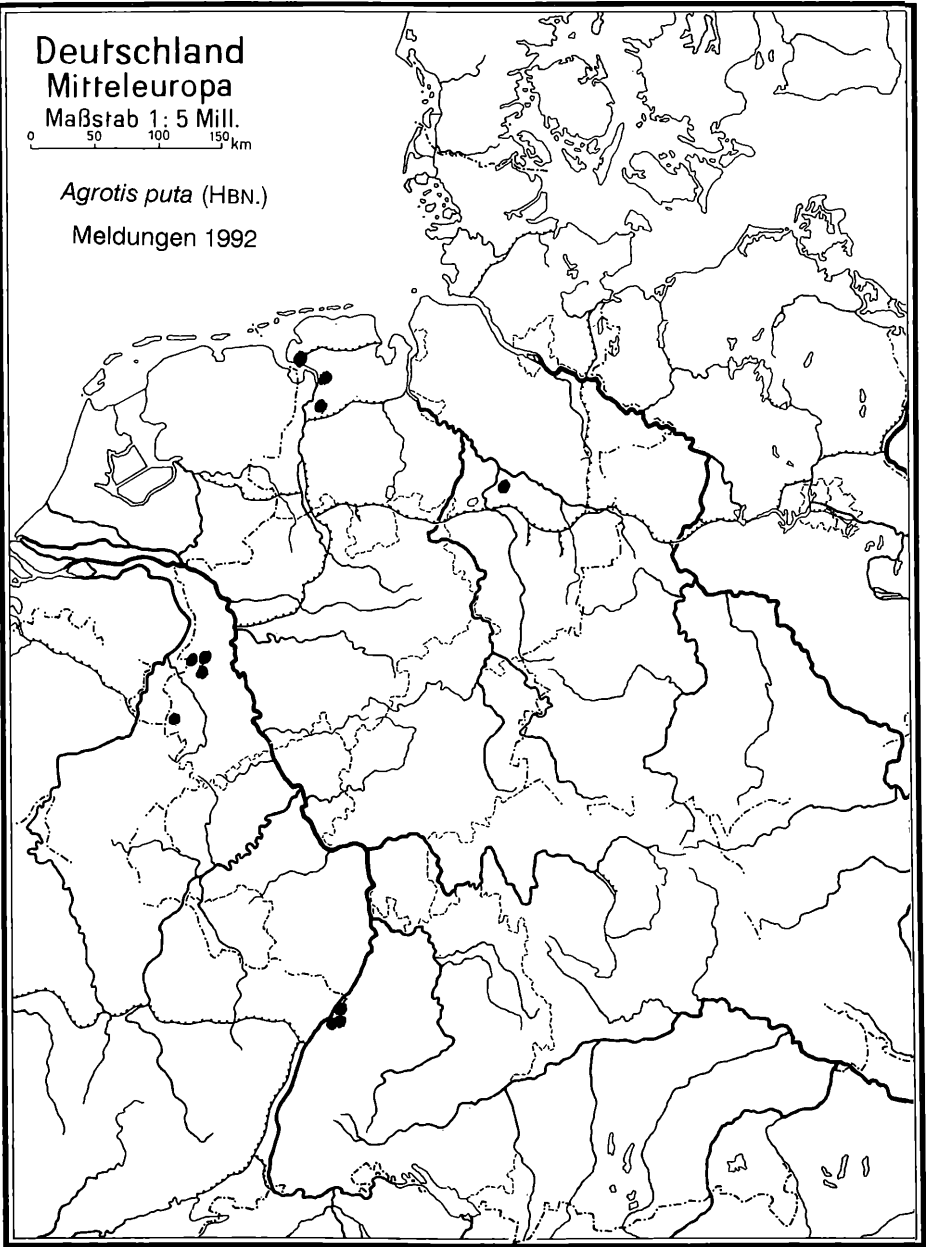 Deutschland
Mitteleuropa
Maßstab 1: 5 Mill.
0 50 100 150 km
Agrotis puta (HBN.)
Meldungen 1992